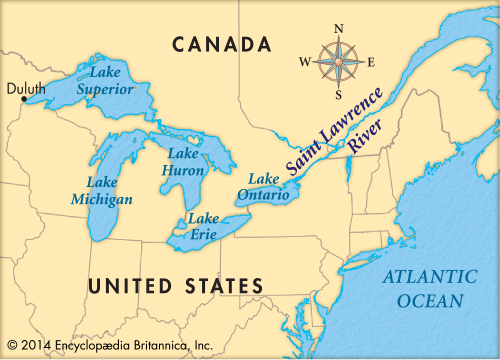 CANADA
N
W
E
S
Duluth
Lake
Superior
Saint Lawrence
River
Lake
Huron
Lake
Michigan
Lake
Ontario
Lake
Erie
UNITED STATES
ATLANTIC
OCEAN
© 2014 Encyclopædia Britannica, Inc.